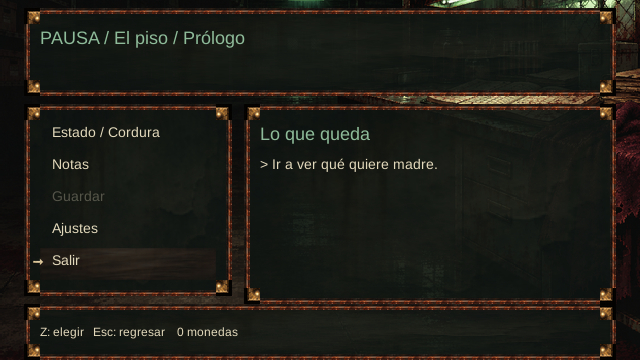 PAUSA / El piso / Prólogo
Estado / Cordura
Notas
Guardar
Ajustes
→ Salir
Lo que queda
> Ir a ver qué quiere madre.
Z: elegir Esc: regresar 0 monedas